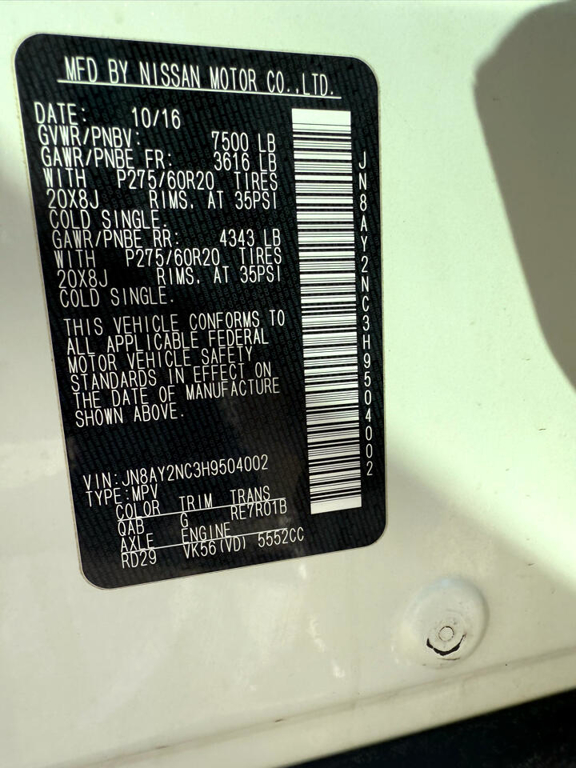 MFD BY NISSAN MOTOR CO.,LTD.
DATE: 10/16
GVWR/PNBV: 7500 LB
GAWR/PNBE FR: 3616 LB
WITH P275/60R20 TIRES
20X8J RIMS, AT 35PSI
COLD SINGLE.
GAWR/PNBE RR: 4343 LB
WITH P275/60R20 TIRES
20X8J RIMS, AT 35PSI
COLD SINGLE.
THIS VEHICLE CONFORMS TO
ALL APPLICABLE FEDERAL
MOTOR VEHICLE SAFETY
STANDARDS IN EFFECT ON
THE DATE OF MANUFACTURE
SHOWN ABOVE.
VIN:JN8AY2NC3H9504002
TYPE:MPV
COLOR TRIM TRANS
QAB G RE7R01B
AXLE ENGINE
RD29 VK56(VD) 5552CC
JN8AY2NC3H9504002